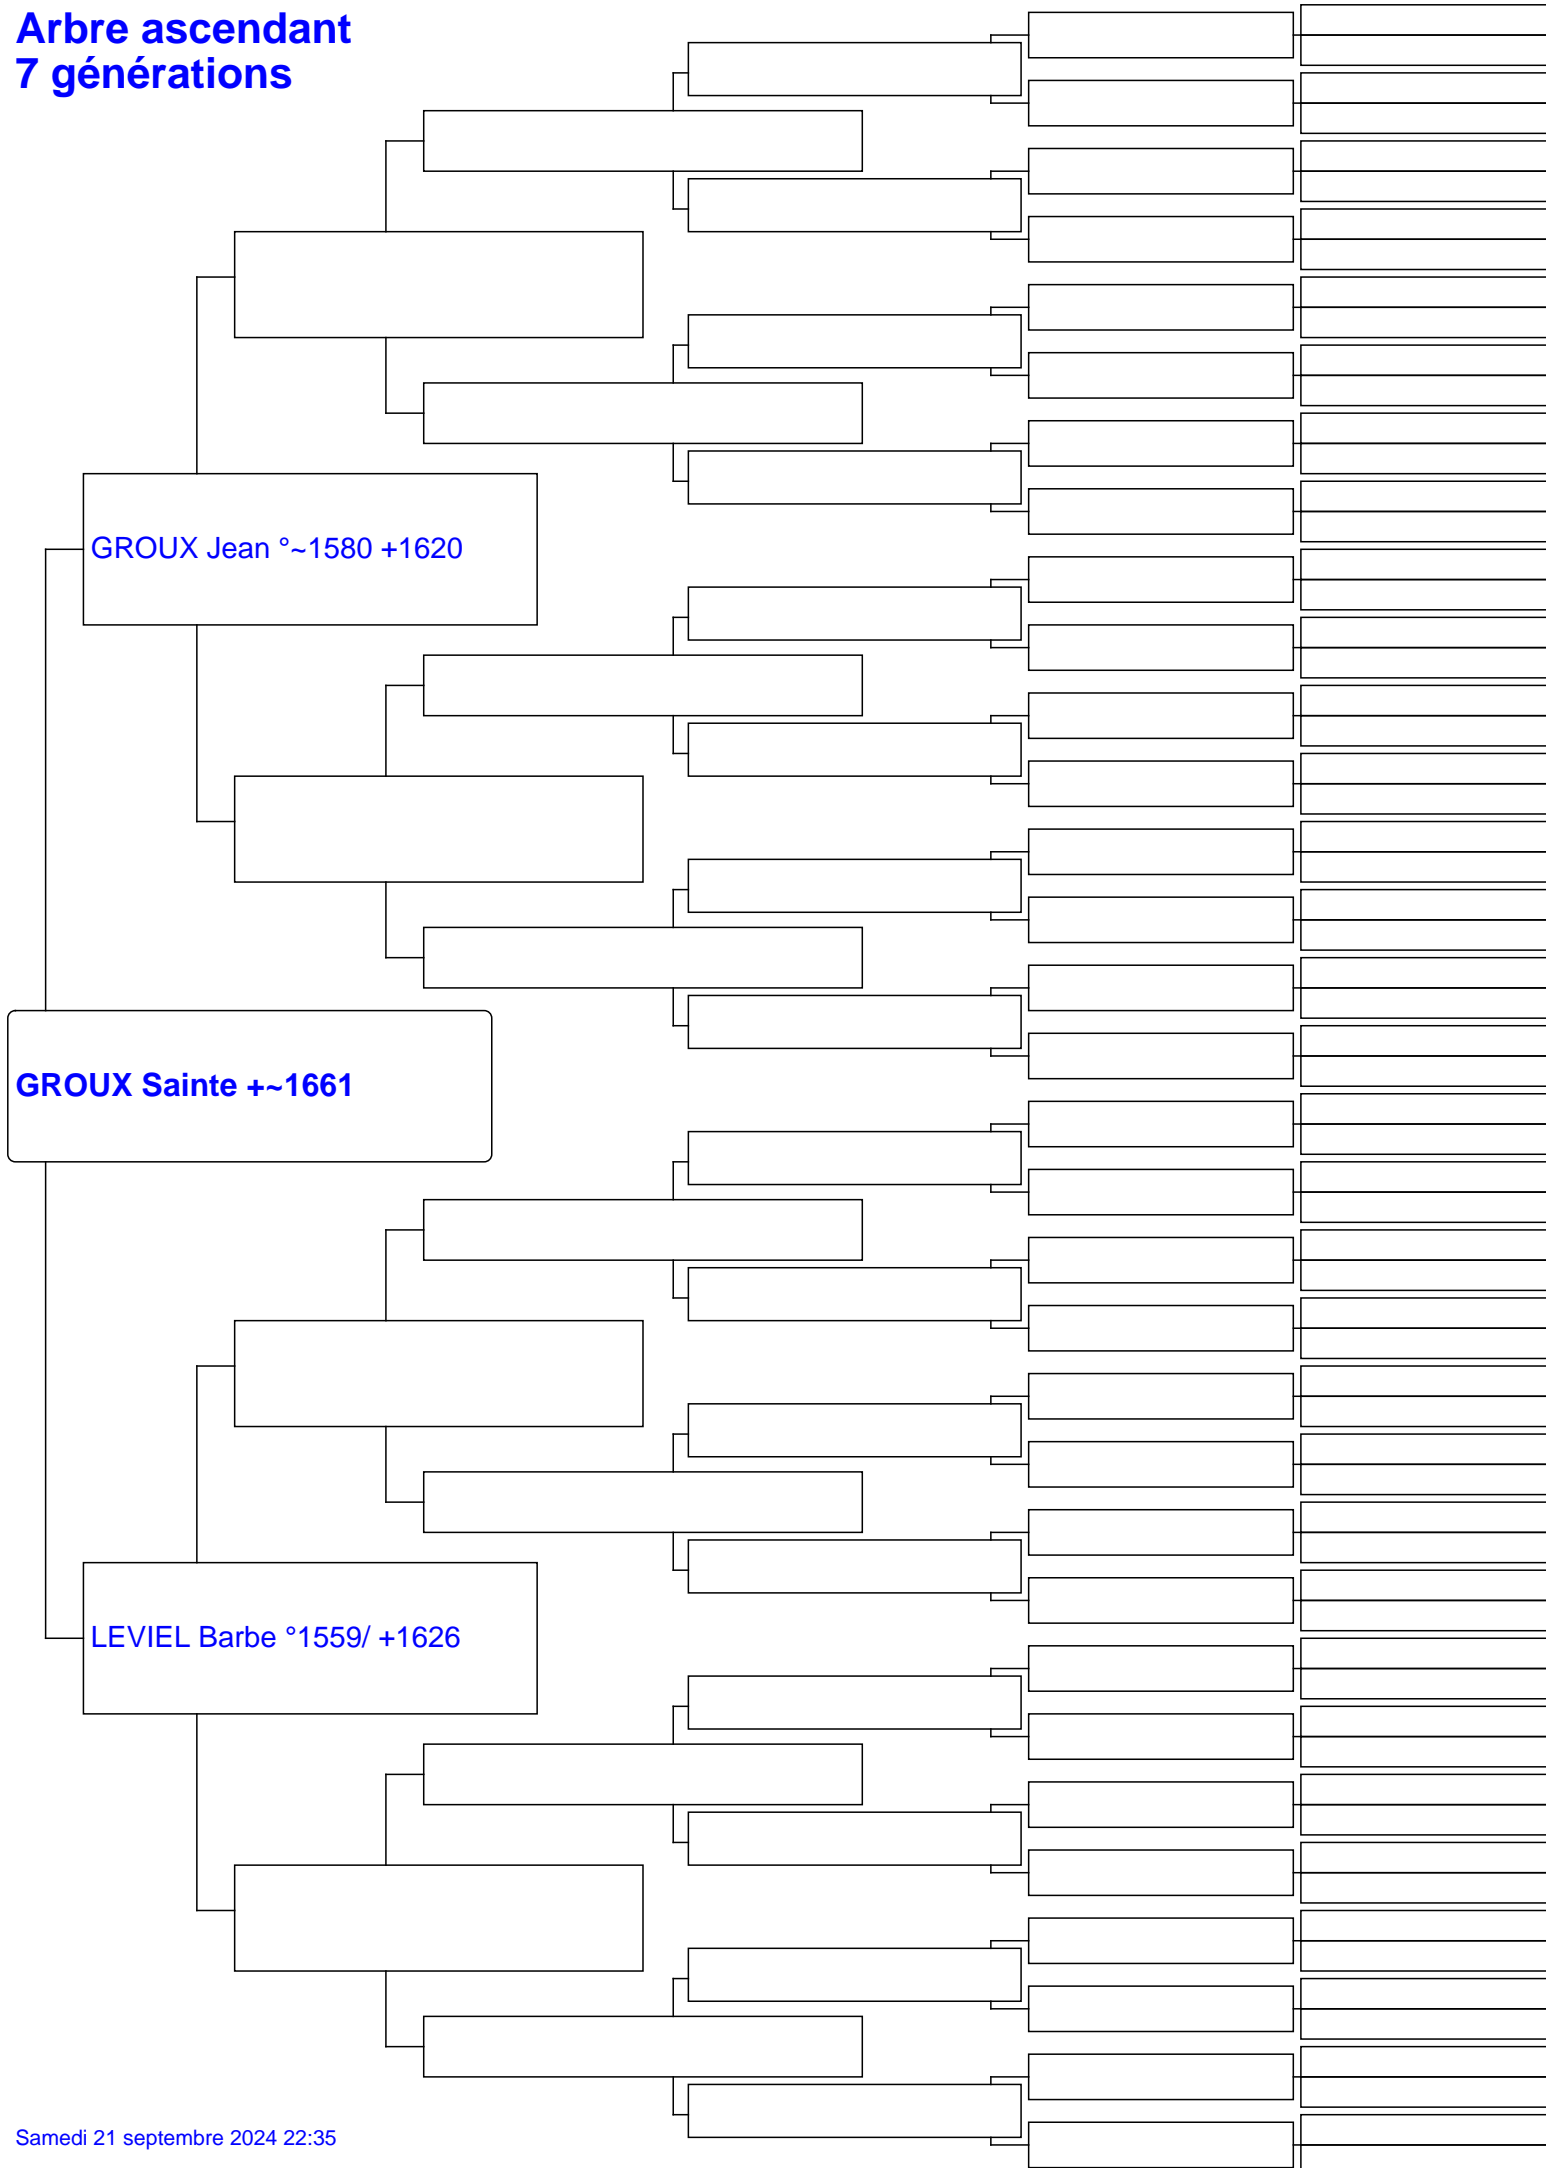 Arbre ascendant
7 générations
GROUX Jean °~1580 +1620
GROUX Sainte +~1661
LEVIEL Barbe °1559/ +1626
Samedi 21 septembre 2024 22:35